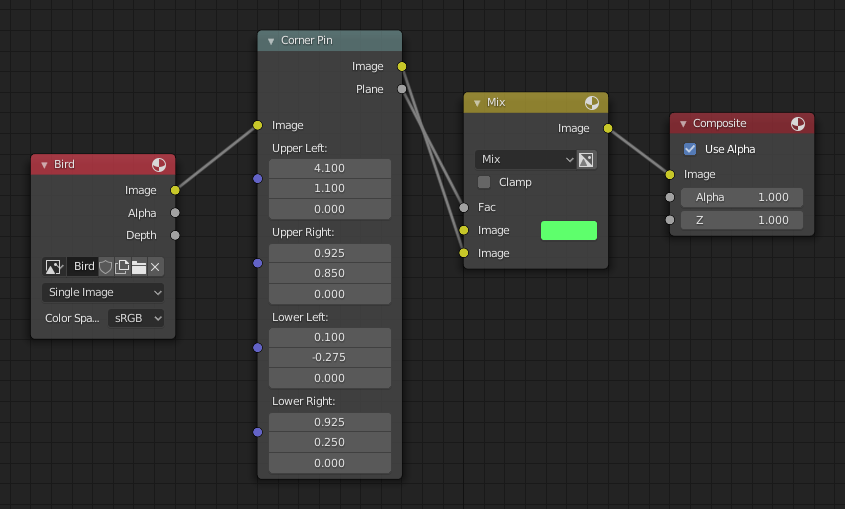 Bird
Image
Alpha
Depth
Bird
Single Image
Color Spa... sRGB
Corner Pin
Image
Plane
Image
Upper Left:
4.100
1.100
0.000
Upper Right:
0.925
0.850
0.000
Lower Left:
0.100
-0.275
0.000
Lower Right:
0.925
0.250
0.000
Mix
Image
Mix
Clamp
Fac
Image
Image
Composite
Use Alpha
Image
Alpha 1.000
Z 1.000